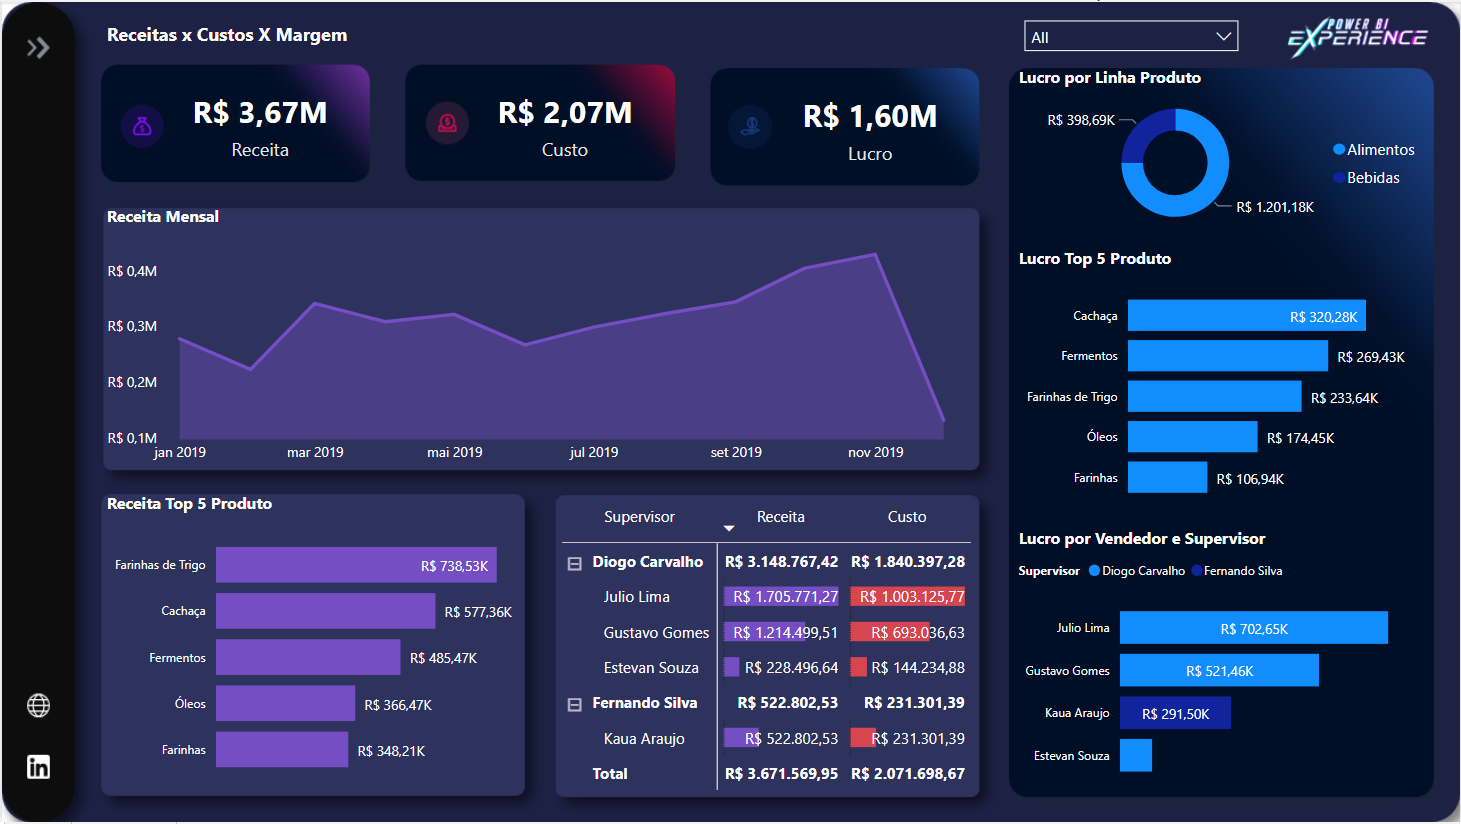 Receitas x Custos X Margem
All
POWER BI
EXPERIENCE
R$ 3,67M
Receita
R$ 2,07M
Custo
R$ 1,60M
Lucro
Receita Mensal
R$ 0,4M
R$ 0,3M
R$ 0,2M
R$ 0,1M
jan 2019 mar 2019 mai 2019 jul 2019 set 2019 nov 2019
Receita Top 5 Produto
Farinhas de Trigo R$ 738,53K
Cachaça R$ 577,36K
Fermentos R$ 485,47K
Óleos R$ 366,47K
Farinhas R$ 348,21K
Supervisor Receita Custo
Diogo Carvalho R$ 3.148.767,42 R$ 1.840.397,28
Julio Lima R$ 1.705.771,27 R$ 1.003.125,77
Gustavo Gomes R$ 1.214.499,51 R$ 693.036,63
Estevan Souza R$ 228.496,64 R$ 144.234,88
Fernando Silva R$ 522.802,53 R$ 231.301,39
Kaua Araujo R$ 522.802,53 R$ 231.301,39
Total R$ 3.671.569,95 R$ 2.071.698,67
Lucro por Linha Produto
R$ 398,69K
Alimentos
Bebidas
R$ 1.201,18K
Lucro Top 5 Produto
Cachaça R$ 320,28K
Fermentos R$ 269,43K
Farinhas de Trigo R$ 233,64K
Óleos R$ 174,45K
Farinhas R$ 106,94K
Lucro por Vendedor e Supervisor
Supervisor Diogo Carvalho Fernando Silva
Julio Lima R$ 702,65K
Gustavo Gomes R$ 521,46K
Kaua Araujo R$ 291,50K
Estevan Souza
in